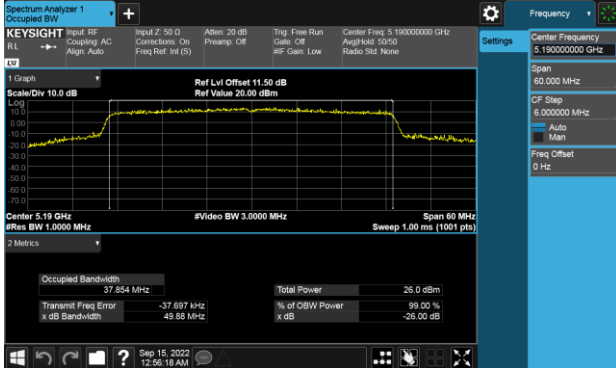 Spectrum Analyzer 1
Occupied BW
+
Frequency
KEYSIGHT
Input: RF
Coupling: AC
Align: Auto
Input Z: 50 Ω
Corrections: On
Freq Ref: Int (S)
Atten: 20 dB
Preamp: Off
Trig: Free Run
Gate: Off
#IF Gain: Low
Center Freq: 5.190000000 GHz
Avg|Hold: 50/50
Radio Std: None
RL
LXI
Settings
Center Frequency
5.190000000 GHz
Span
60.000 MHz
CF Step
6.000000 MHz
Auto
Man
Freq Offset
0 Hz
1 Graph
Scale/Div 10.0 dB
Ref Lvl Offset 11.50 dB
Ref Value 20.00 dBm
Log
10.0
0.00
-10.0
-20.0
-30.0
-40.0
-50.0
-60.0
-70.0
Center 5.19 GHz
#Res BW 1.0000 MHz
#Video BW 3.0000 MHz
Span 60 MHz
Sweep 1.00 ms (1001 pts)
2 Metrics
Occupied Bandwidth
37.854 MHz
Total Power 26.0 dBm
Transmit Freq Error -37.697 kHz
% of OBW Power 99.00 %
x dB Bandwidth 49.88 MHz
x dB -26.00 dB
?
Sep 15, 2022
12:56:18 AM